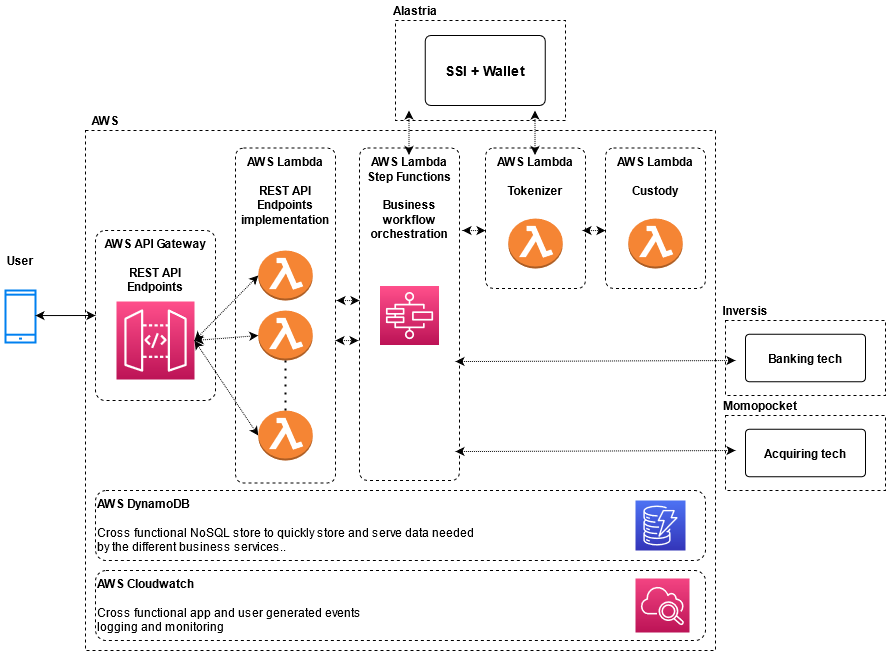 Alastria
SSI + Wallet
AWS
AWS Lambda
REST API
Endpoints
implementation
AWS Lambda
Step Functions
Business
workflow
orchestration
AWS Lambda
Tokenizer
AWS Lambda
Custody
User
AWS API Gateway
REST API
Endpoints
</>
Inversis
Banking tech
Momopocket
Acquiring tech
AWS DynamoDB
Cross functional NoSQL store to quickly store and serve data needed
by the different business services..
AWS Cloudwatch
Cross functional app and user generated events
logging and monitoring